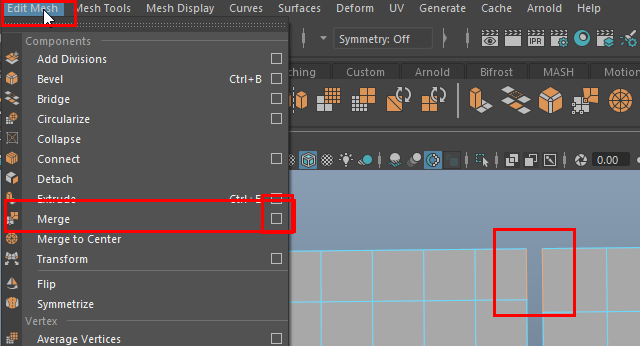 Edit Mesh Mesh Tools Mesh Display Curves Surfaces Deform UV Generate Cache Arnold Help
Symmetry: Off
Custom Arnold Bifrost MASH Motion
Components
Add Divisions
Bevel Ctrl+B
Bridge
Circularize
Collapse
Connect
Detach
Extrude Ctrl+E
Merge
Merge to Center
Transform
Flip
Symmetrize
Vertex
Average Vertices
0.00